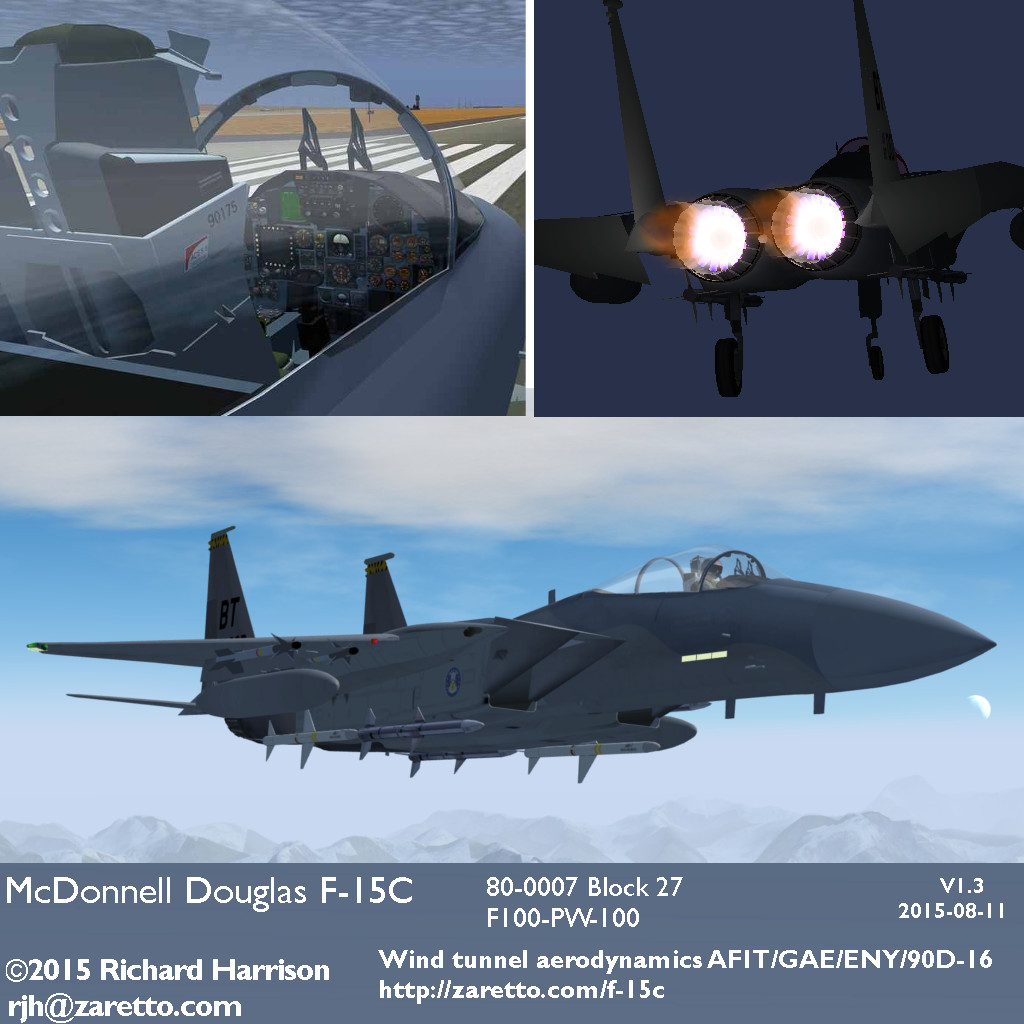 90175
BT
McDonnell Douglas F-15C
80-0007 Block 27
F100-PW-100
V1.3
2015-08-11
©2015 Richard Harrison
rjh@zaretto.com
Wind tunnel aerodynamics AFIT/GAE/ENY/90D-16
http://zaretto.com/f-15c